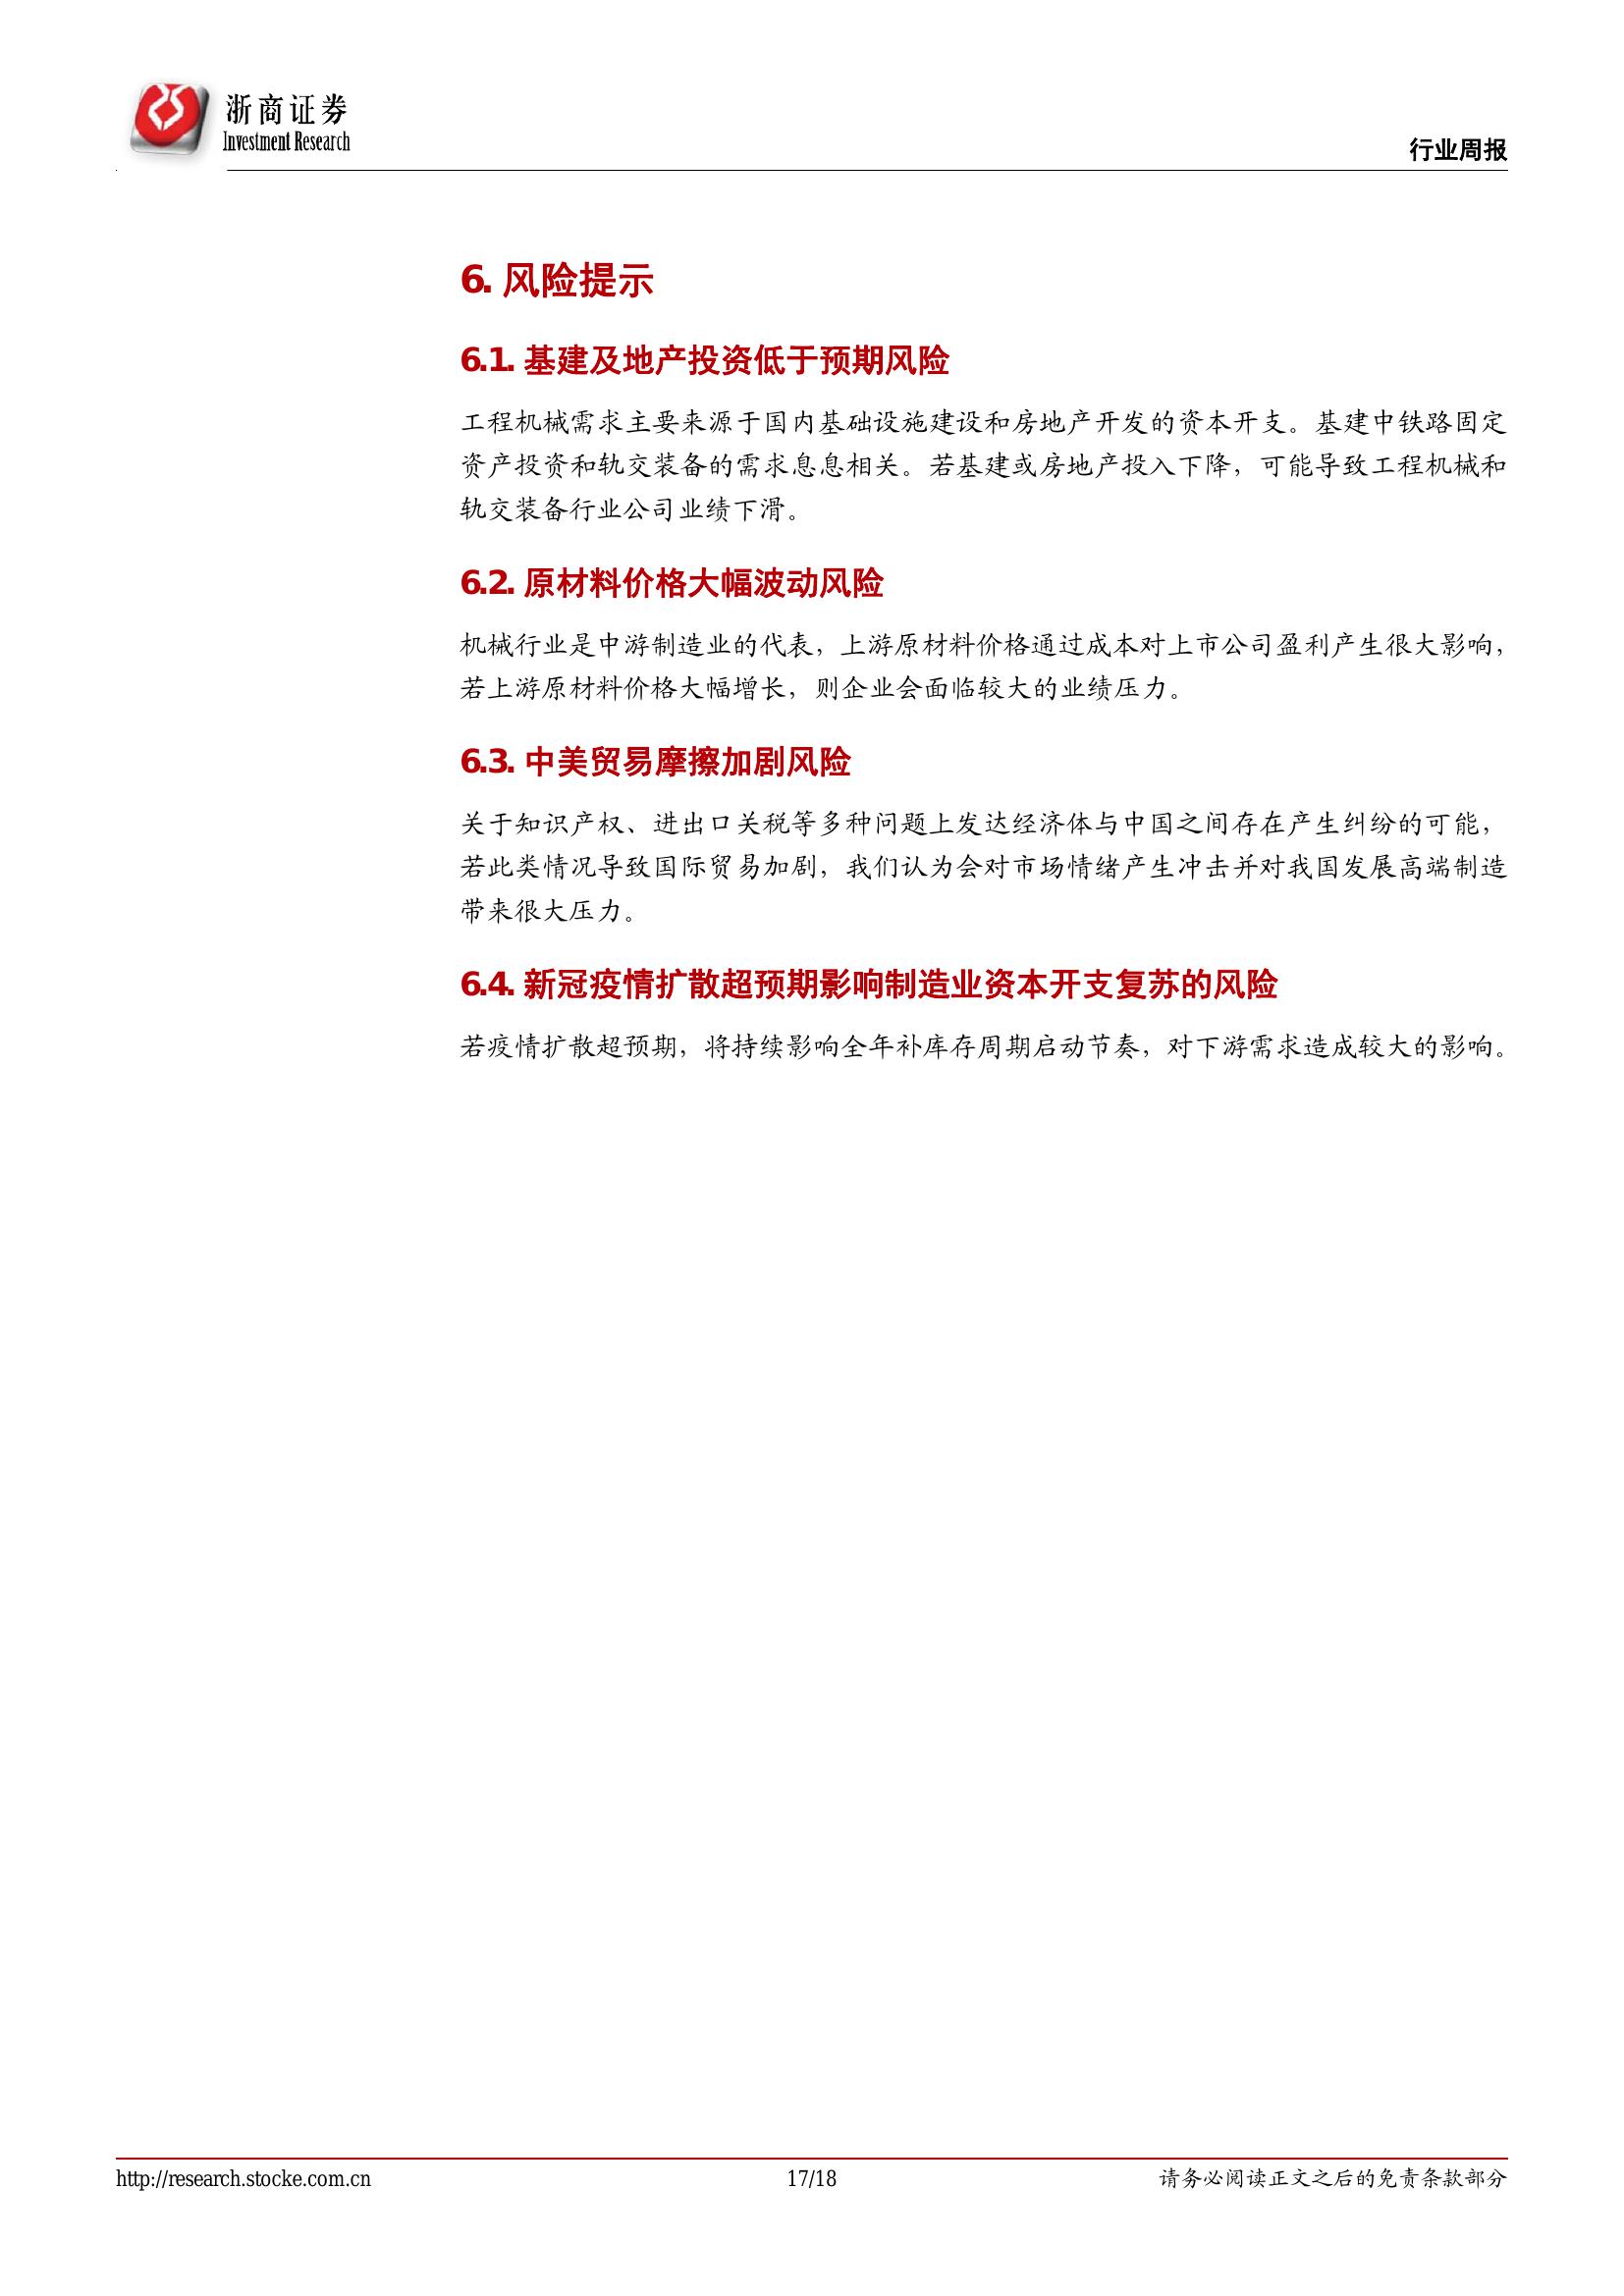 浙商证券
Investment Research
行业周报
6. 风险提示
6.1. 基建及地产投资低于预期风险
工程机械需求主要来源于国内基础设施建设和房地产开发的资本开支。基建中铁路固定
资产投资和轨交装备的需求息息相关。若基建或房地产投入下降，可能导致工程机械和
轨交装备行业公司业绩下滑。
6.2. 原材料价格大幅波动风险
机械行业是中游制造业的代表，上游原材料价格通过成本对上市公司盈利产生很大影响，
若上游原材料价格大幅增长，则企业会面临较大的业绩压力。
6.3. 中美贸易摩擦加剧风险
关于知识产权、进出口关税等多种问题上发达经济体与中国之间存在产生纠纷的可能，
若此类情况导致国际贸易加剧，我们认为会对市场情绪产生冲击并对我国发展高端制造
带来很大压力。
6.4. 新冠疫情扩散超预期影响制造业资本开支复苏的风险
若疫情扩散超预期，将持续影响全年补库存周期启动节奏，对下游需求造成较大的影响。
http://research.stocke.com.cn
17/18
请务必阅读正文之后的免责条款部分